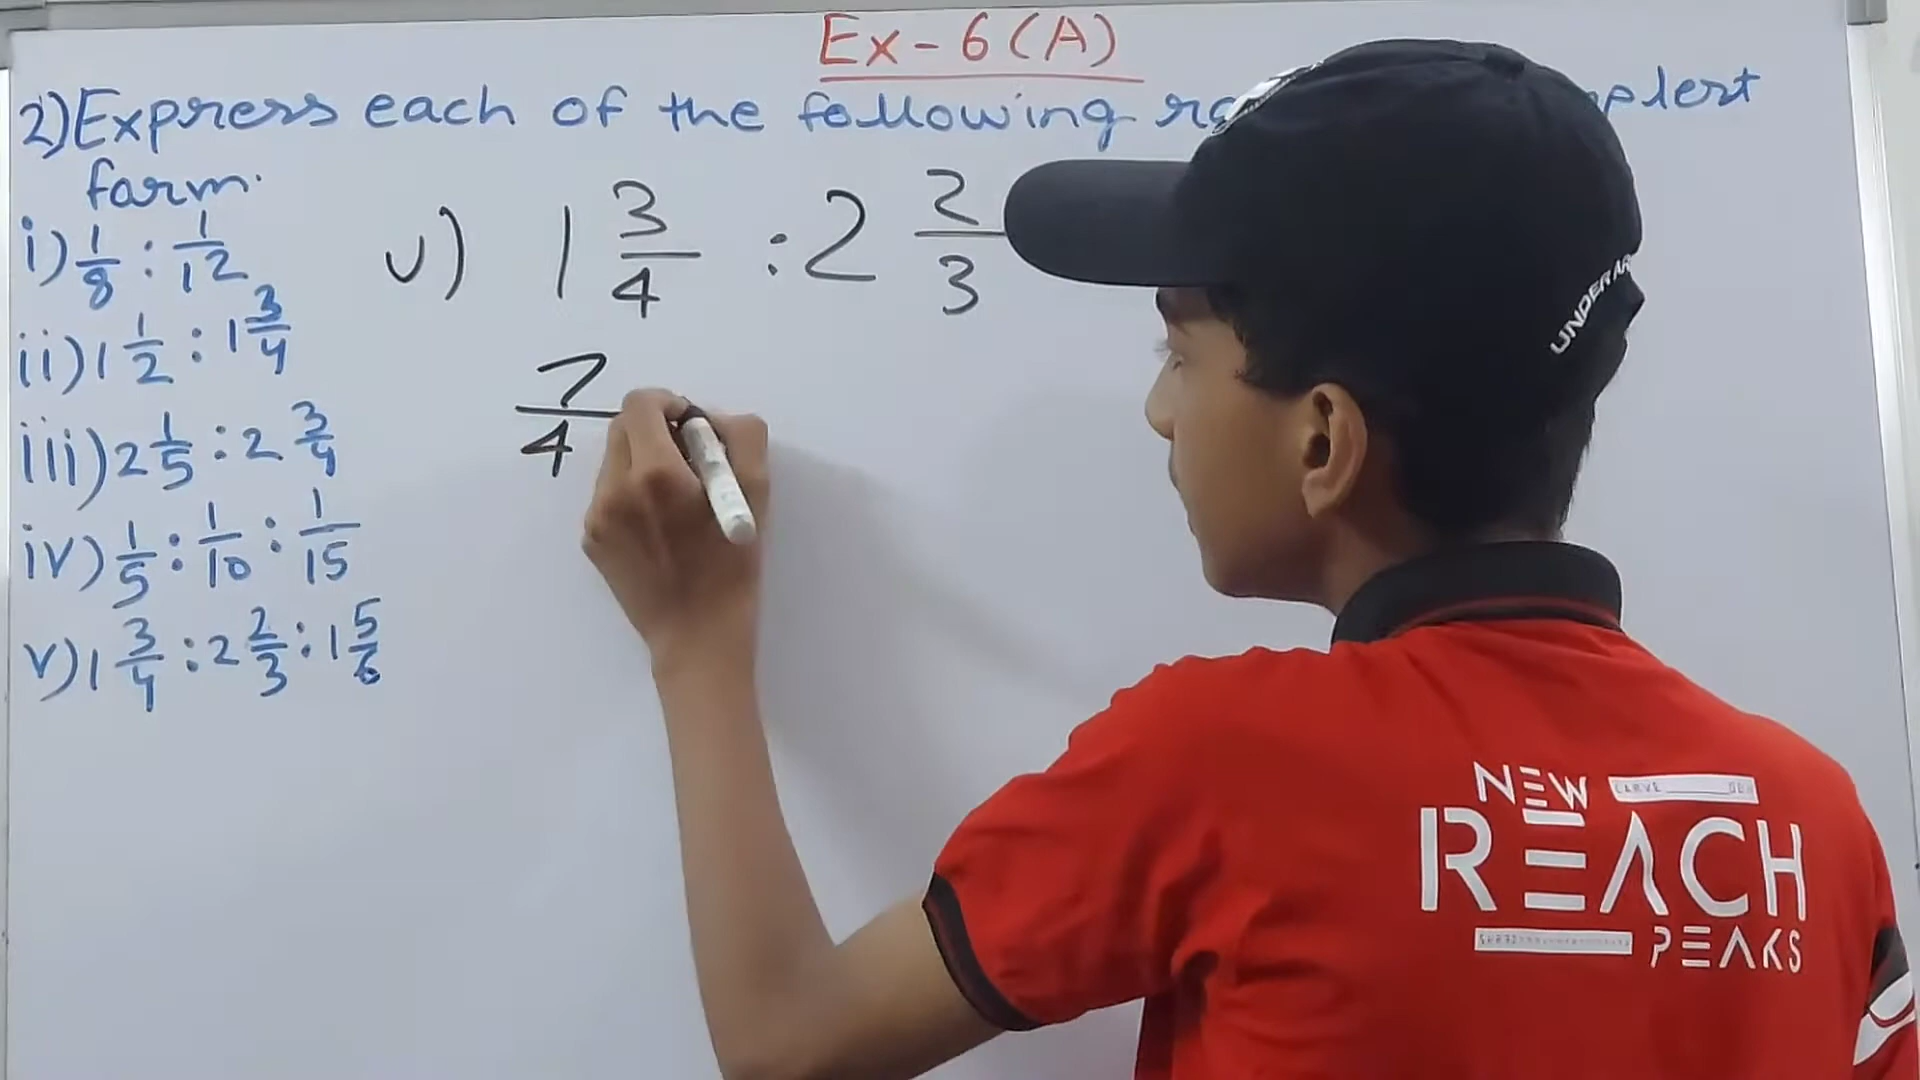 Ex-6(A)
2) Express each of the following
farm.
i) 1/8 : 1/12
ii) 1 1/2 : 1 3/4
iii) 2 1/5 : 2 3/4
iv) 1/5 : 1/10 : 1/15
v) 1 3/4 : 2 2/3 : 1 5/6
v) 1 3/4 : 2 2/3
7/4
UNDER AR
NEW
REACH
PEAKS